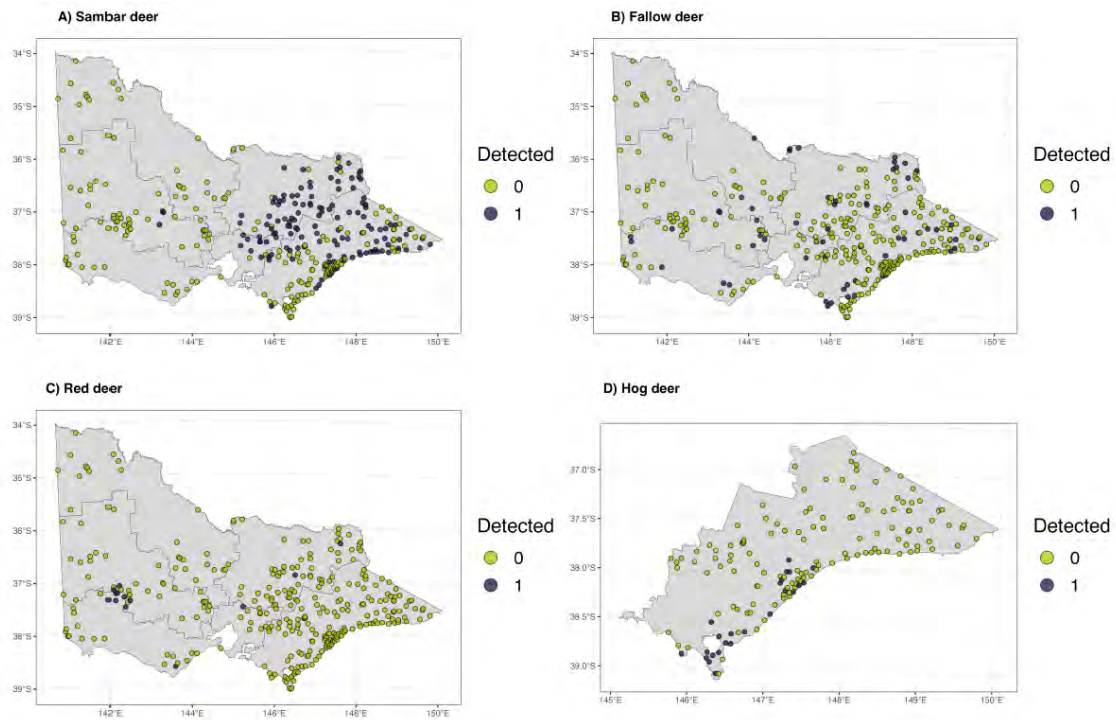 A) Sambar deer
34°S
35°S
36°S
37°S
38°S
39°S
142°E
144°E
146°E
148°E
150°E
Detected
0
1
B) Fallow deer
34°S
35°S
36°S
37°S
38°S
39°S
142°E
144°E
146°E
148°E
150°E
Detected
0
1
C) Red deer
34°S
35°S
36°S
37°S
38°S
39°S
142°E
144°E
146°E
148°E
150°E
Detected
0
1
D) Hog deer
37.0°S
37.5°S
38.0°S
38.5°S
39.0°S
145°E
146°E
147°E
148°E
149°E
150°E
Detected
0
1